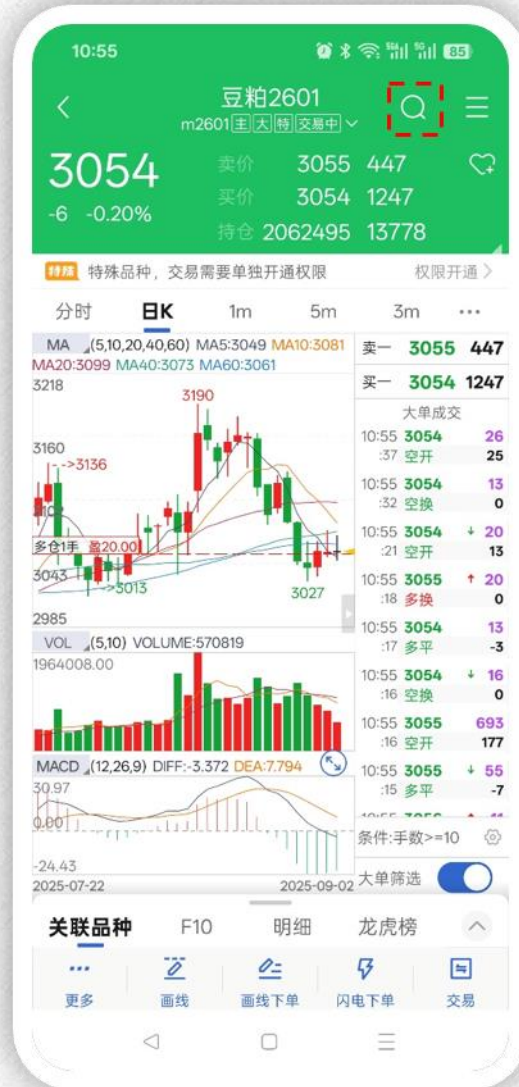 10:55 5GA 5G 85
豆粕2601
m2601 主 大 特 交易中
3054 卖价 3055 447
-6 -0.20% 买价 3054 1247
持仓 2062495 13778
特殊 特殊品种，交易需要单独开通权限 权限开通
分时 日K 1m 5m 3m ...
MA (5,10,20,40,60) MA5:3049 MA10:3081
MA20:3099 MA40:3073 MA60:3061
3218
3190
3160
-->3136
3102
多仓1手 盈20.00
3043
-->3013
3027
2985
VOL (5,10) VOLUME:570819
1964008.00
MACD (12,26,9) DIFF:-3.372 DEA:7.794
30.97
0.00
-24.43
2025-07-22 2025-09-02
卖一 3055 447
买一 3054 1247
大单成交
10:55 3054 26
:37 空开 25
10:55 3054 13
:32 空换 0
10:55 3054 ↓ 20
:21 空开 13
10:55 3055 ↑ 20
:18 多换 0
10:55 3054 13
:17 多平 -3
10:55 3054 ↓ 16
:16 空换 0
10:55 3055 693
:16 空开 177
10:55 3055 ↓ 55
:15 多平 -7
条件:手数>=10
大单筛选
关联品种 F10 明细 龙虎榜
更多 画线 画线下单 闪电下单 交易